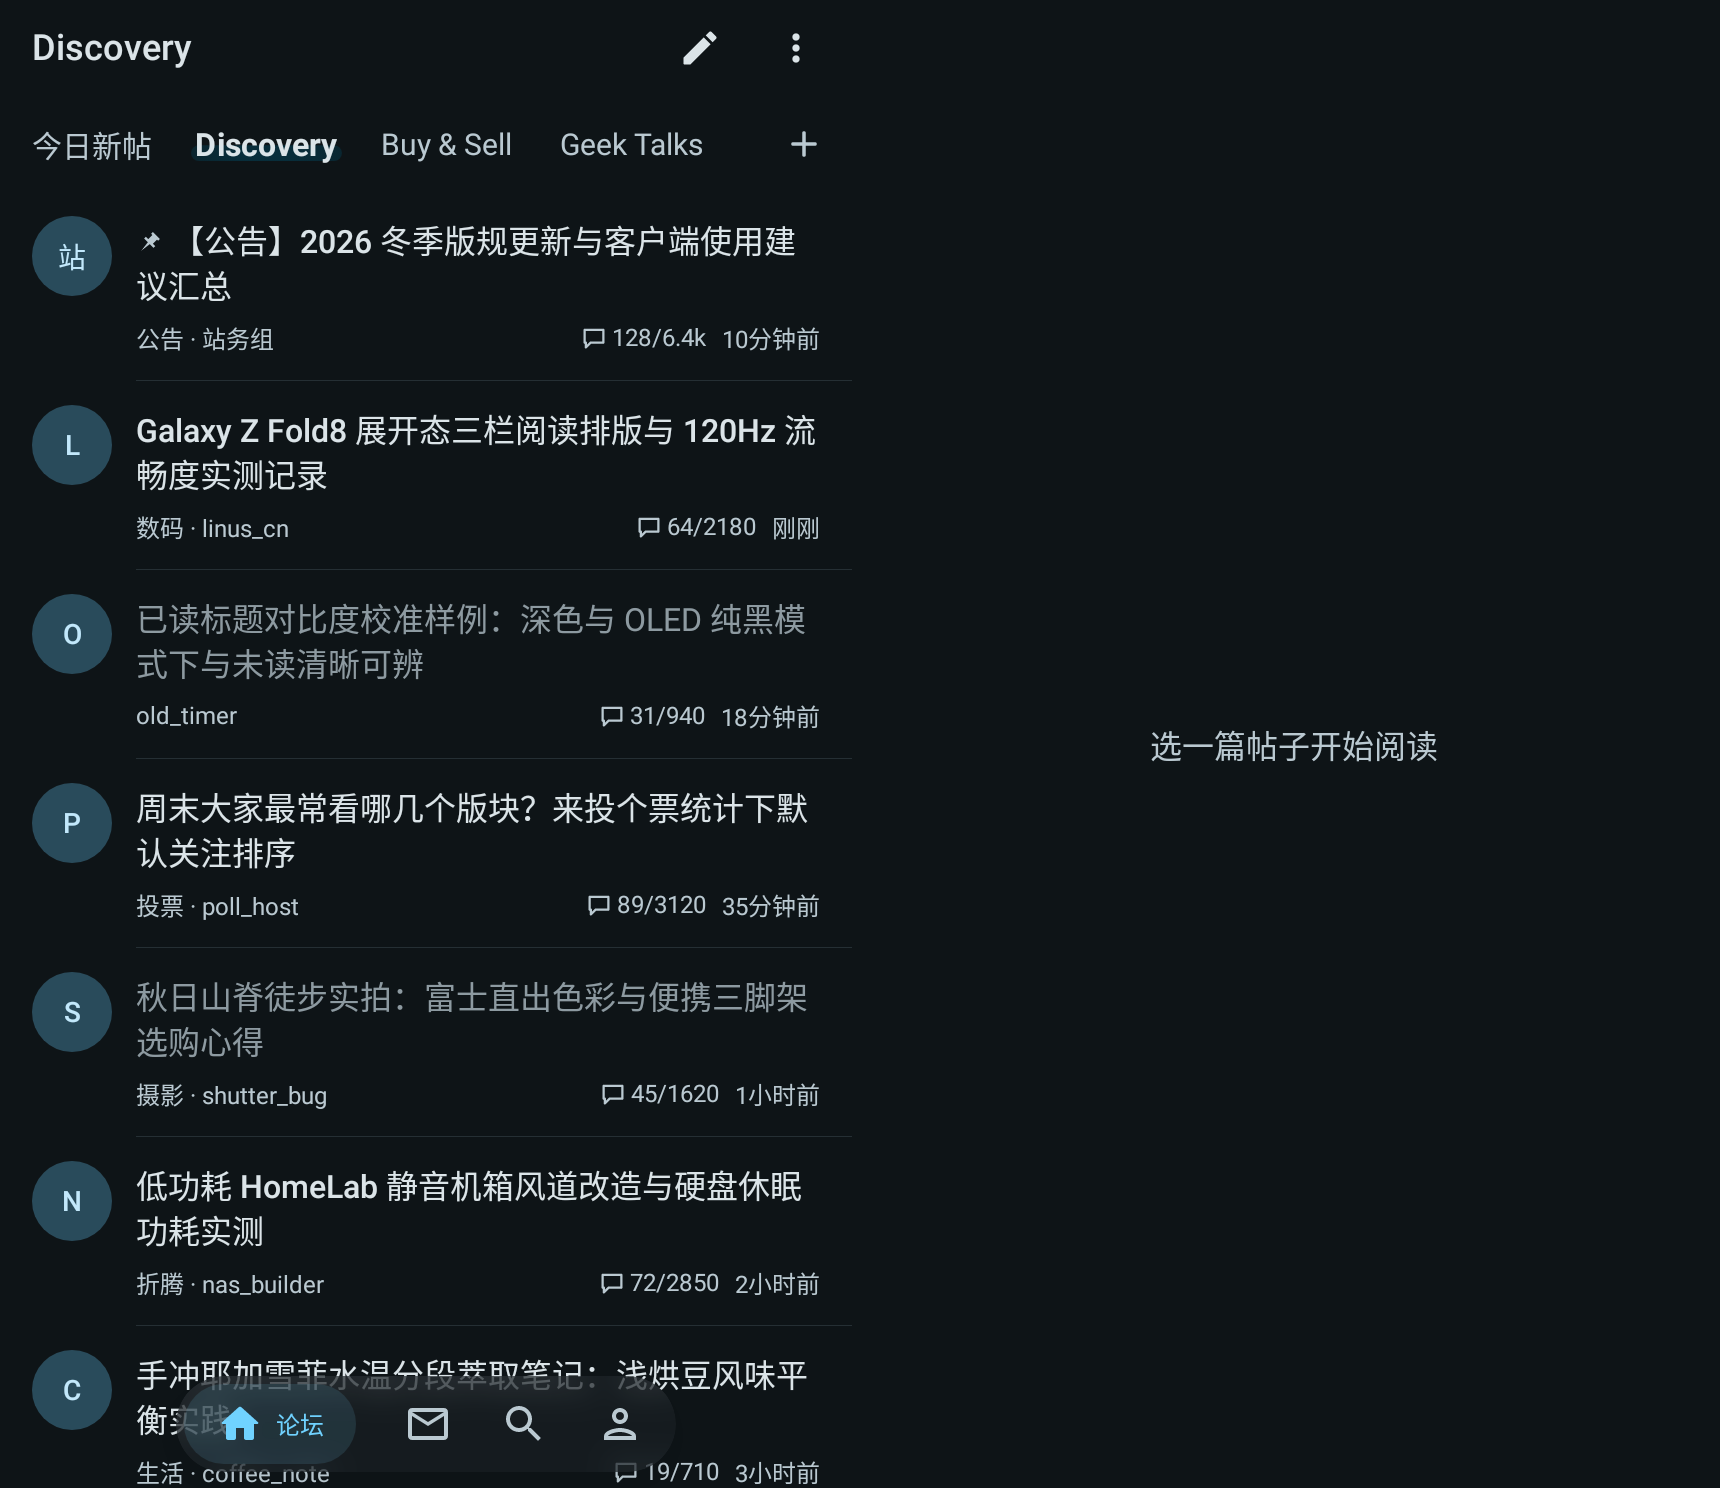 Discovery
今日新帖 Discovery Buy & Sell Geek Talks
站
【公告】2026 冬季版规更新与客户端使用建
议汇总
公告 · 站务组 128/6.4k 10分钟前
L
Galaxy Z Fold8 展开态三栏阅读排版与 120Hz 流
畅度实测记录
数码 · linus_cn 64/2180 刚刚
O
已读标题对比度校准样例：深色与 OLED 纯黑模
式下与未读清晰可辨
old_timer 31/940 18分钟前
P
周末大家最常看哪几个版块？来投个票统计下默
认关注排序
投票 · poll_host 89/3120 35分钟前
S
秋日山脊徒步实拍：富士直出色彩与便携三脚架
选购心得
摄影 · shutter_bug 45/1620 1小时前
N
低功耗 HomeLab 静音机箱风道改造与硬盘休眠
功耗实测
折腾 · nas_builder 72/2850 2小时前
C
手冲耶加雪菲水温分段萃取笔记：浅烘豆风味平
衡实践
论坛
生活 · coffee_note 19/710 3小时前
选一篇帖子开始阅读